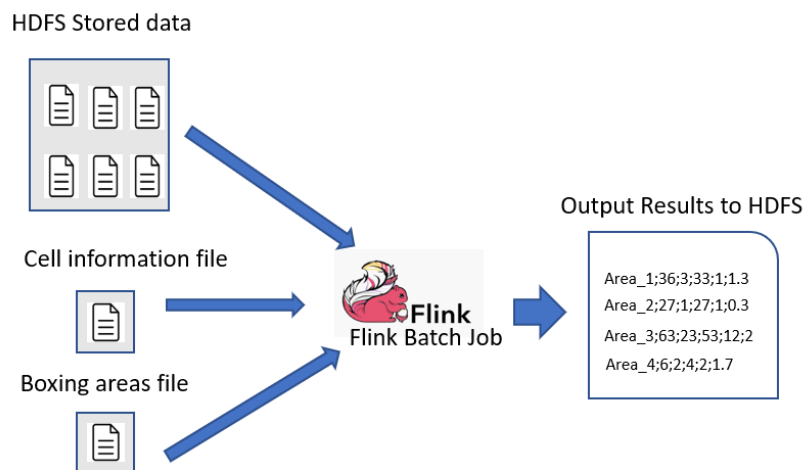 HDFS Stored data
Cell information file
Boxing areas file
Flink
Flink Batch Job
Output Results to HDFS
Area_1;36;3;33;1;1.3
Area_2;27;1;27;1;0.3
Area_3;63;23;53;12;2
Area_4;6;2;4;2;1.7